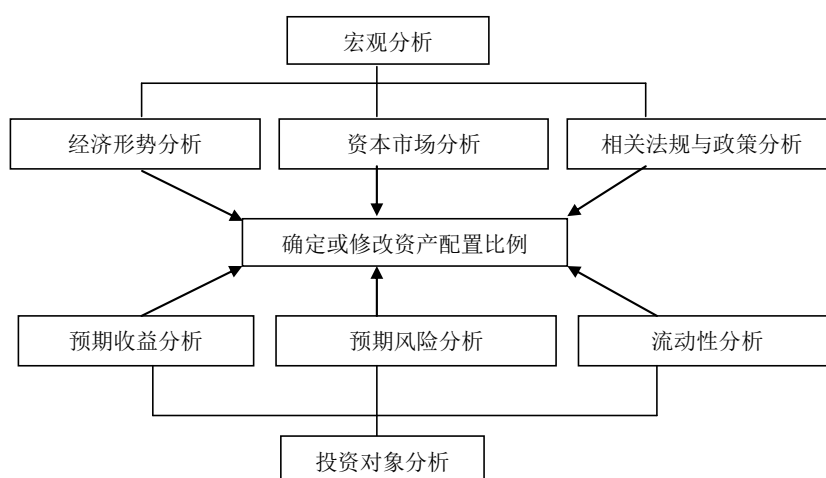 宏观分析
经济形势分析
资本市场分析
相关法规与政策分析
确定或修改资产配置比例
预期收益分析
预期风险分析
流动性分析
投资对象分析